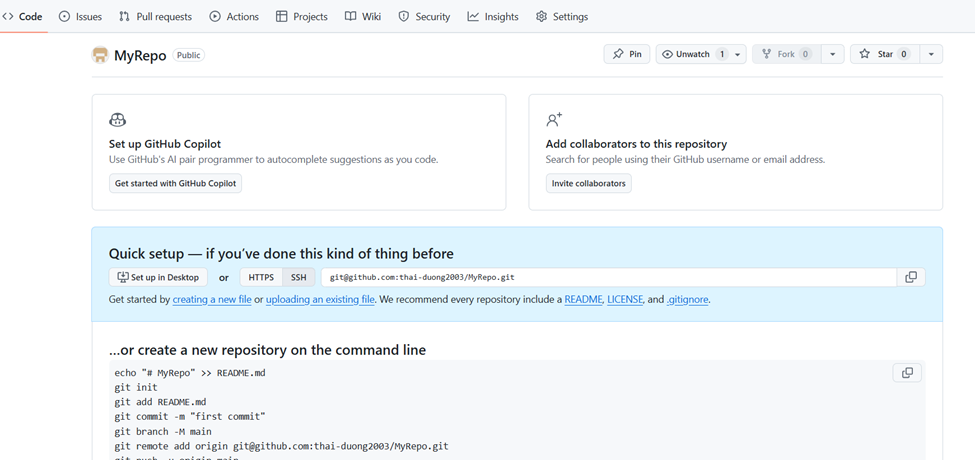 Code Issues Pull requests Actions Projects Wiki Security Insights Settings
MyRepo Public Pin Unwatch 1 Fork 0 Star 0
Set up GitHub Copilot
Use GitHub's AI pair programmer to autocomplete suggestions as you code.
Get started with GitHub Copilot
Add collaborators to this repository
Search for people using their GitHub username or email address.
Invite collaborators
Quick setup — if you've done this kind of thing before
Set up in Desktop or HTTPS SSH git@github.com:thai-duong2003/MyRepo.git
Get started by creating a new file or uploading an existing file. We recommend every repository include a README, LICENSE, and .gitignore.
...or create a new repository on the command line
echo "# MyRepo" >> README.md
git init
git add README.md
git commit -m "first commit"
git branch -M main
git remote add origin git@github.com:thai-duong2003/MyRepo.git